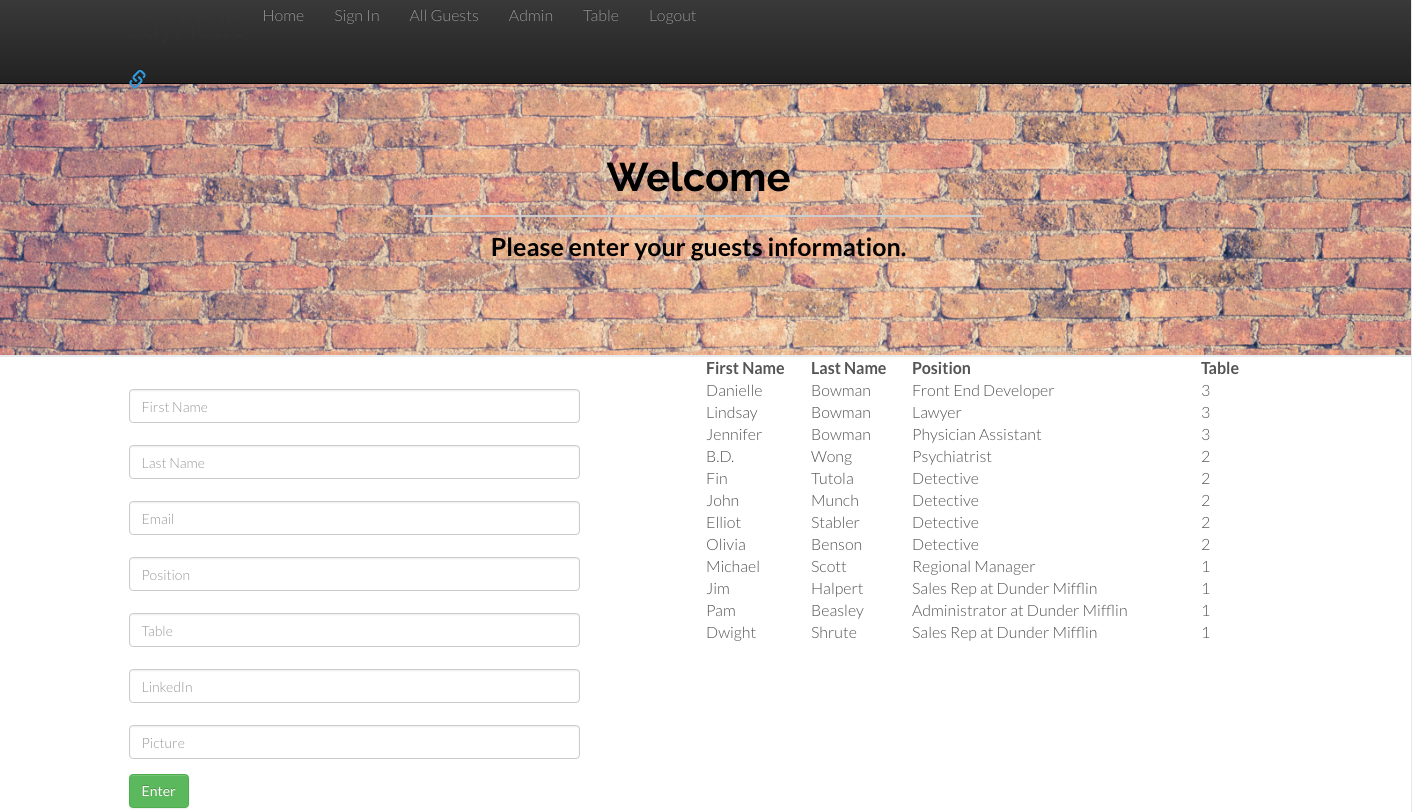 Home Sign In All Guests Admin Table Logout
Welcome
Please enter your guests information.
First Name
Last Name
Email
Position
Table
LinkedIn
Picture
Enter
First Name Last Name Position Table
Danielle Bowman Front End Developer 3
Lindsay Bowman Lawyer 3
Jennifer Bowman Physician Assistant 3
B.D. Wong Psychiatrist 2
Fin Tutola Detective 2
John Munch Detective 2
Elliot Stabler Detective 2
Olivia Benson Detective 2
Michael Scott Regional Manager 1
Jim Halpert Sales Rep at Dunder Mifflin 1
Pam Beasley Administrator at Dunder Mifflin 1
Dwight Shrute Sales Rep at Dunder Mifflin 1